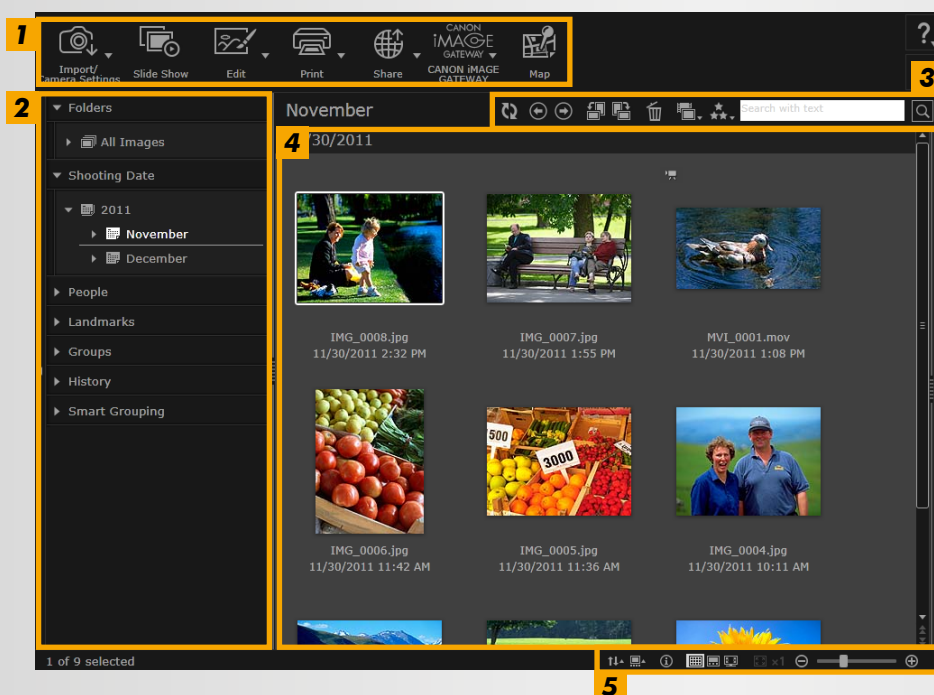 1
CANON
iMAGE
GATEWAY
?
Import/
Camera Settings
Slide Show
Edit
Print
Share
CANON iMAGE
GATEWAY
Map
3
2
Folders
November
Search with text
All Images
4
/30/2011
Shooting Date
2011
November
December
People
Landmarks
Groups
History
Smart Grouping
IMG_0008.jpg
11/30/2011 2:32 PM
IMG_0007.jpg
11/30/2011 1:55 PM
MVI_0001.mov
11/30/2011 1:08 PM
500
3000
IMG_0006.jpg
11/30/2011 11:42 AM
IMG_0005.jpg
11/30/2011 11:36 AM
IMG_0004.jpg
11/30/2011 10:11 AM
1 of 9 selected
x1
5